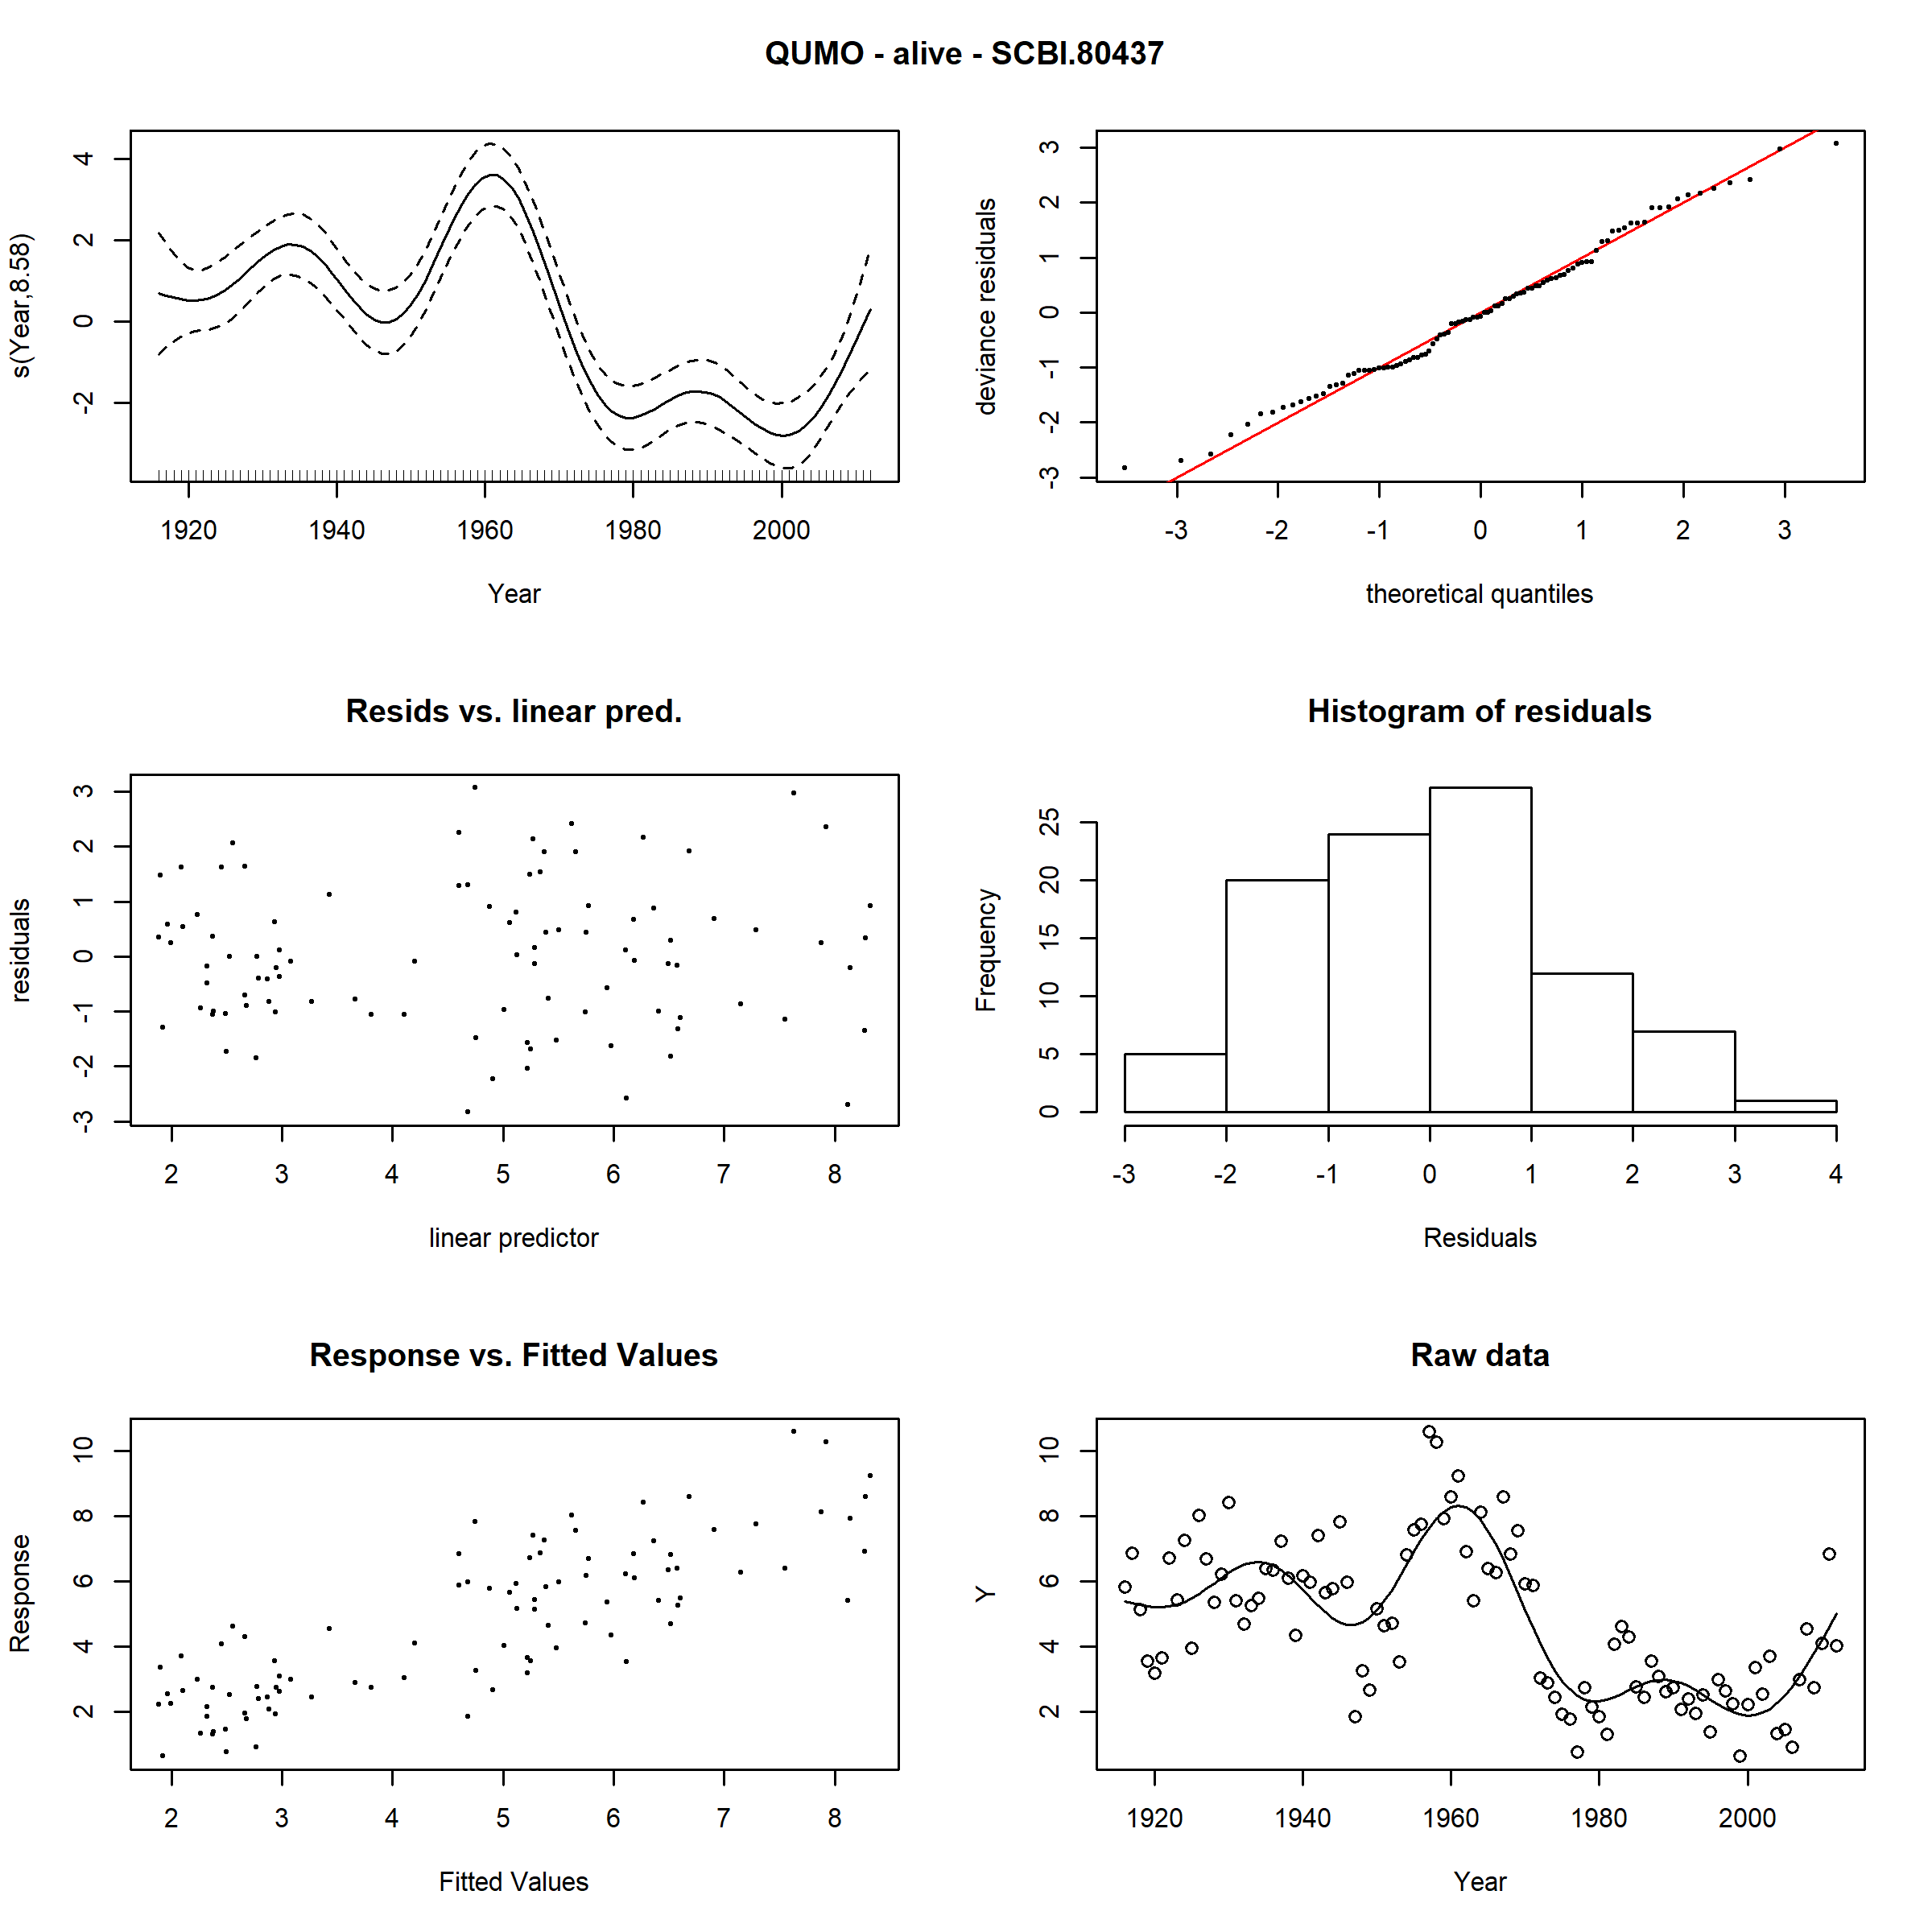 QUMO - alive - SCBI.80437
s(Year,8.58)
4
2
0
-2
1920 1940 1960 1980 2000
Year
deviance residuals
3
2
1
0
-1
-2
-3
-3 -2 -1 0 1 2 3
theoretical quantiles
Resids vs. linear pred.
residuals
3
2
1
0
-1
-2
-3
2 3 4 5 6 7 8
linear predictor
Histogram of residuals
Frequency
25
20
15
10
5
0
-3 -2 -1 0 1 2 3 4
Residuals
Response vs. Fitted Values
Response
10
8
6
4
2
2 3 4 5 6 7 8
Fitted Values
Raw data
Y
10
8
6
4
2
1920 1940 1960 1980 2000
Year